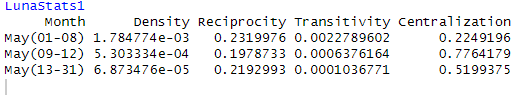 LunaStats1
Month Density Reciprocity Transitivity Centralization
May(01-08) 1.784774e-03 0.2319976 0.0022789602 0.2249196
May(09-12) 5.303334e-04 0.1978733 0.0006376164 0.7764179
May(13-31) 6.873476e-05 0.2192993 0.0001036771 0.5199375